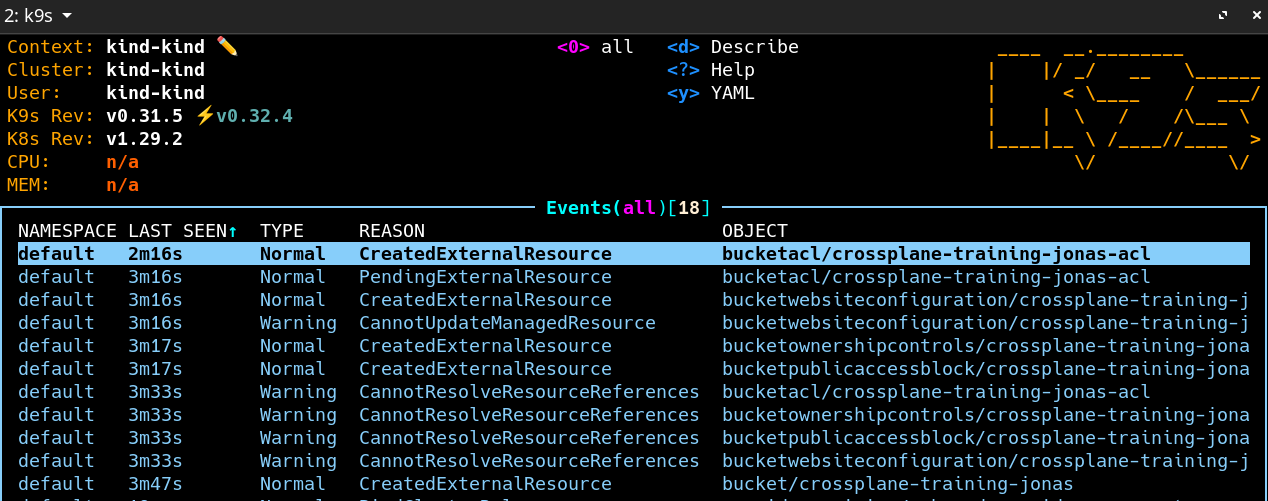 2: k9s
Context: kind-kind <0> all <d> Describe
Cluster: kind-kind <?> Help
User: kind-kind <y> YAML
K9s Rev: v0.31.5 ⚡v0.32.4
K8s Rev: v1.29.2
CPU: n/a
MEM: n/a
Events(all)[18]
NAMESPACE LAST SEEN↑ TYPE REASON OBJECT
default 2m16s Normal CreatedExternalResource bucketacl/crossplane-training-jonas-acl
default 3m16s Normal PendingExternalResource bucketacl/crossplane-training-jonas-acl
default 3m16s Normal CreatedExternalResource bucketwebsiteconfiguration/crossplane-training-j
default 3m16s Warning CannotUpdateManagedResource bucketwebsiteconfiguration/crossplane-training-j
default 3m17s Normal CreatedExternalResource bucketownershipcontrols/crossplane-training-jona
default 3m17s Normal CreatedExternalResource bucketpublicaccessblock/crossplane-training-jona
default 3m33s Warning CannotResolveResourceReferences bucketacl/crossplane-training-jonas-acl
default 3m33s Warning CannotResolveResourceReferences bucketownershipcontrols/crossplane-training-jona
default 3m33s Warning CannotResolveResourceReferences bucketpublicaccessblock/crossplane-training-jona
default 3m33s Warning CannotResolveResourceReferences bucketwebsiteconfiguration/crossplane-training-j
default 3m47s Normal CreatedExternalResource bucket/crossplane-training-jonas